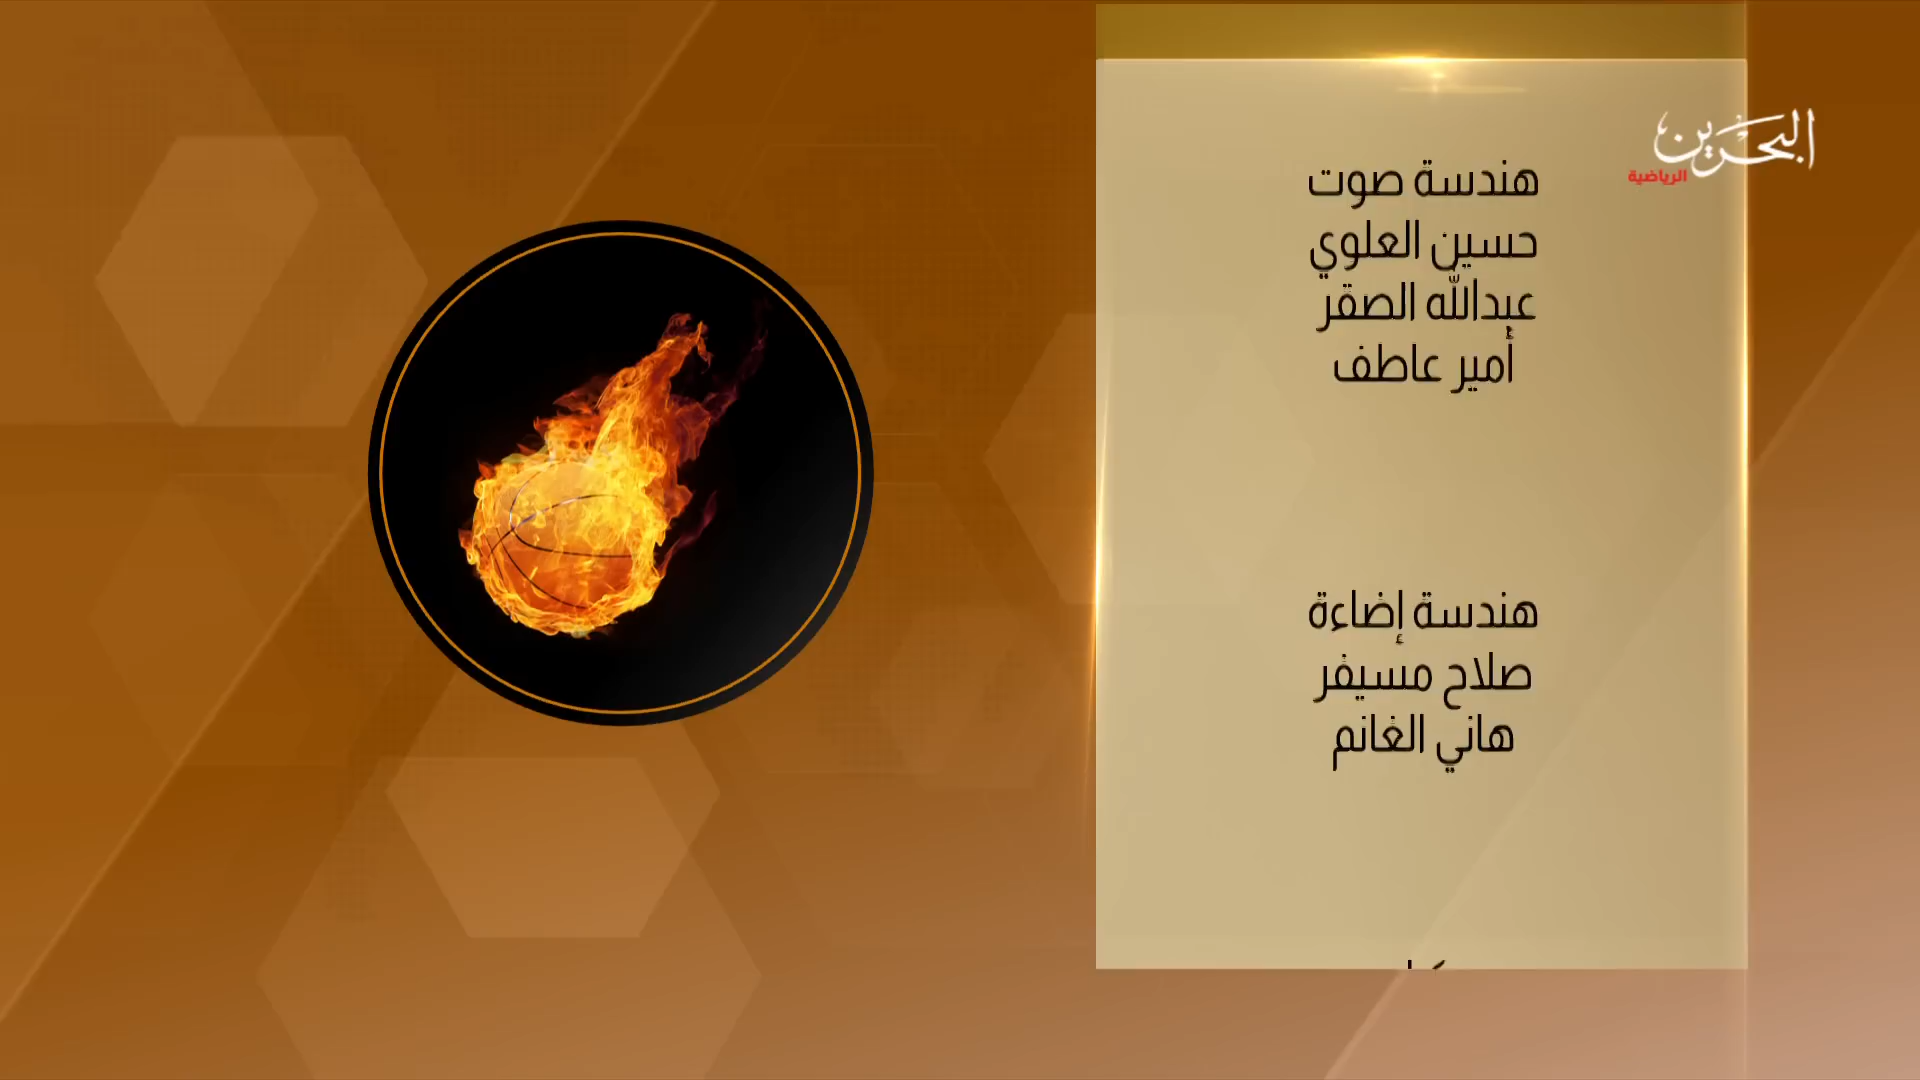 البحرين
الرياضية
هندسة صوت
حسين العلوي
عبدالله الصقر
أمير عاطف
هندسة إضاءة
صلاح مسيفر
هاني الغانم